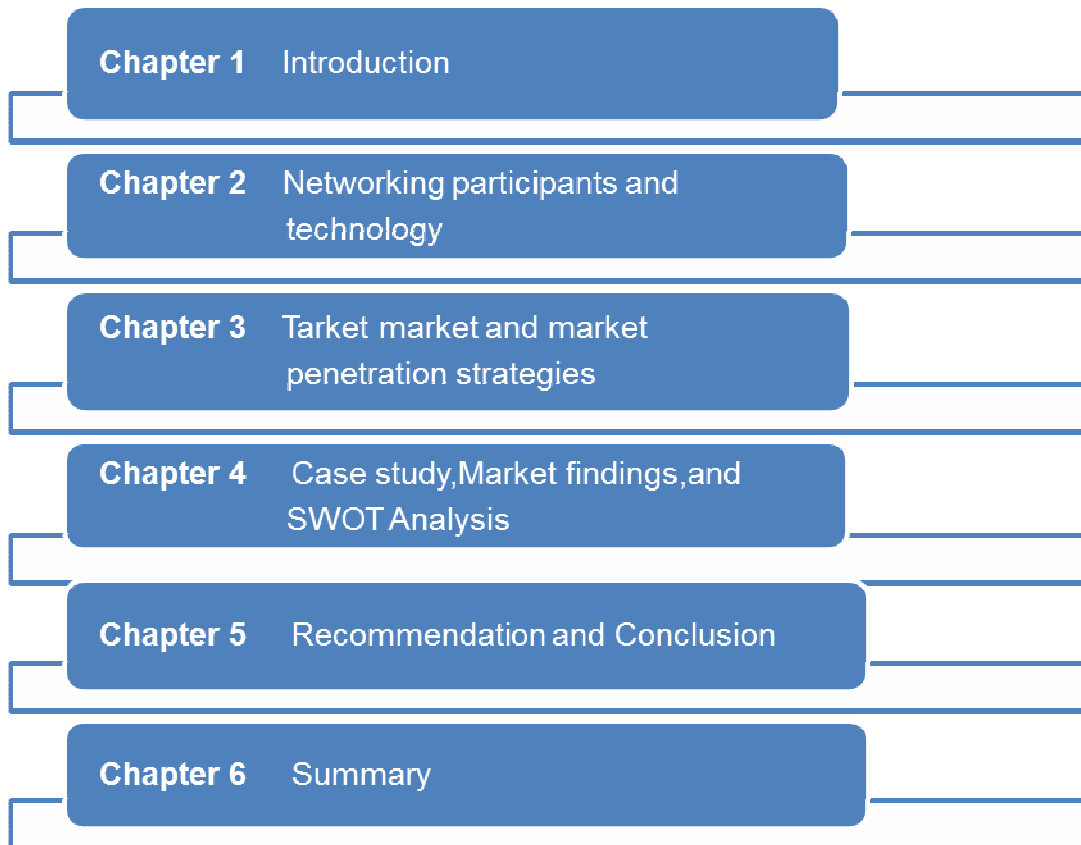 Chapter 1 Introduction
Chapter 2 Networking participants and
technology
Chapter 3 Tarket market and market
penetration strategies
Chapter 4 Case study,Market findings,and
SWOT Analysis
Chapter 5 Recommendation and Conclusion
Chapter 6 Summary